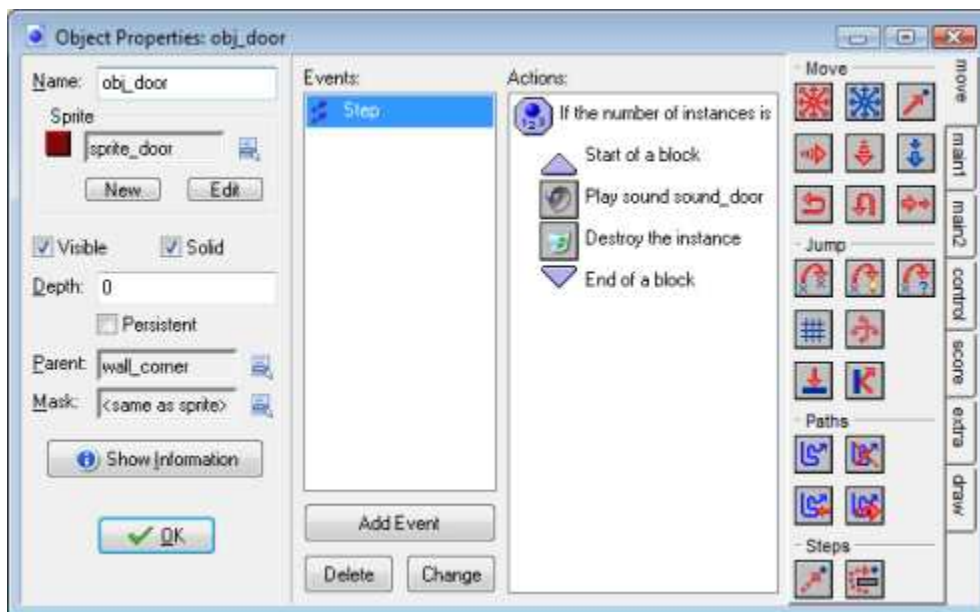 Object Properties: obj_door
Name: obj_door
Sprite
sprite_door
New
Edit
Visible
Solid
Depth: 0
Persistent
Parent: wall_corner
Mask: <same as sprite>
Show Information
OK
Events:
Step
Add Event
Delete
Change
Actions:
If the number of instances is
Start of a block
Play sound sound_door
Destroy the instance
End of a block
Move
Jump
Paths
Steps
move
main1
main2
control
score
extra
draw